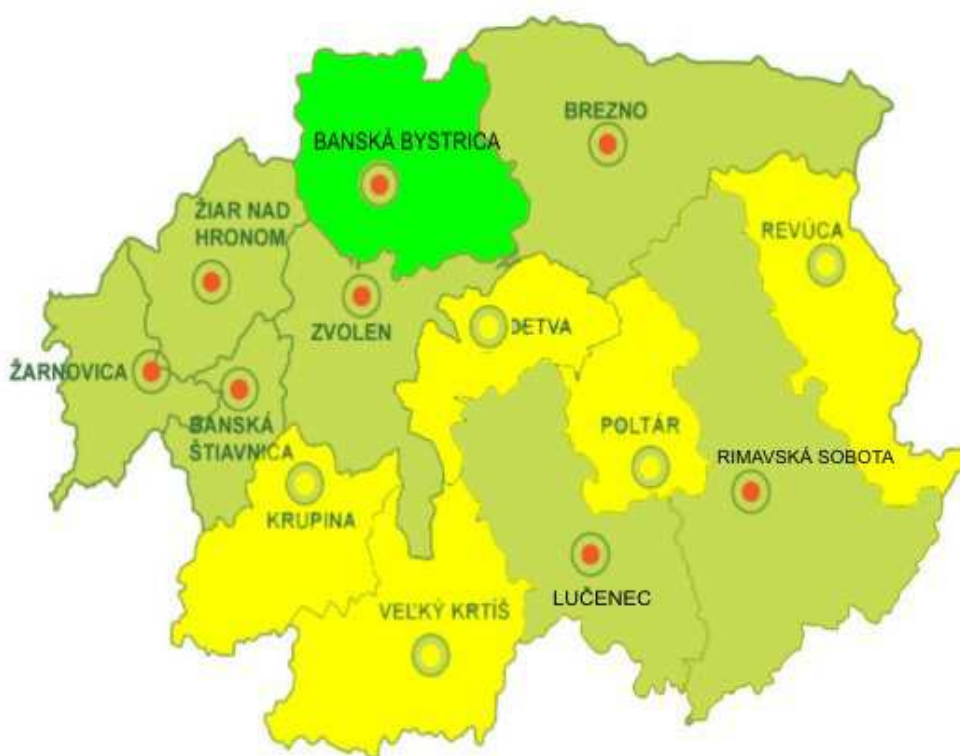 BREZNO
BANSKÁ BYSTRICA
ŽIAR NAD
HRONOM
REVÚCA
ZVOLEN
DETVA
ŽARNOVICA
BANSKÁ
ŠTIAVNICA
POLTÁR
RIMAVSKÁ SOBOTA
KRUPINA
LUČENEC
VEĽKÝ KRTÍŠ